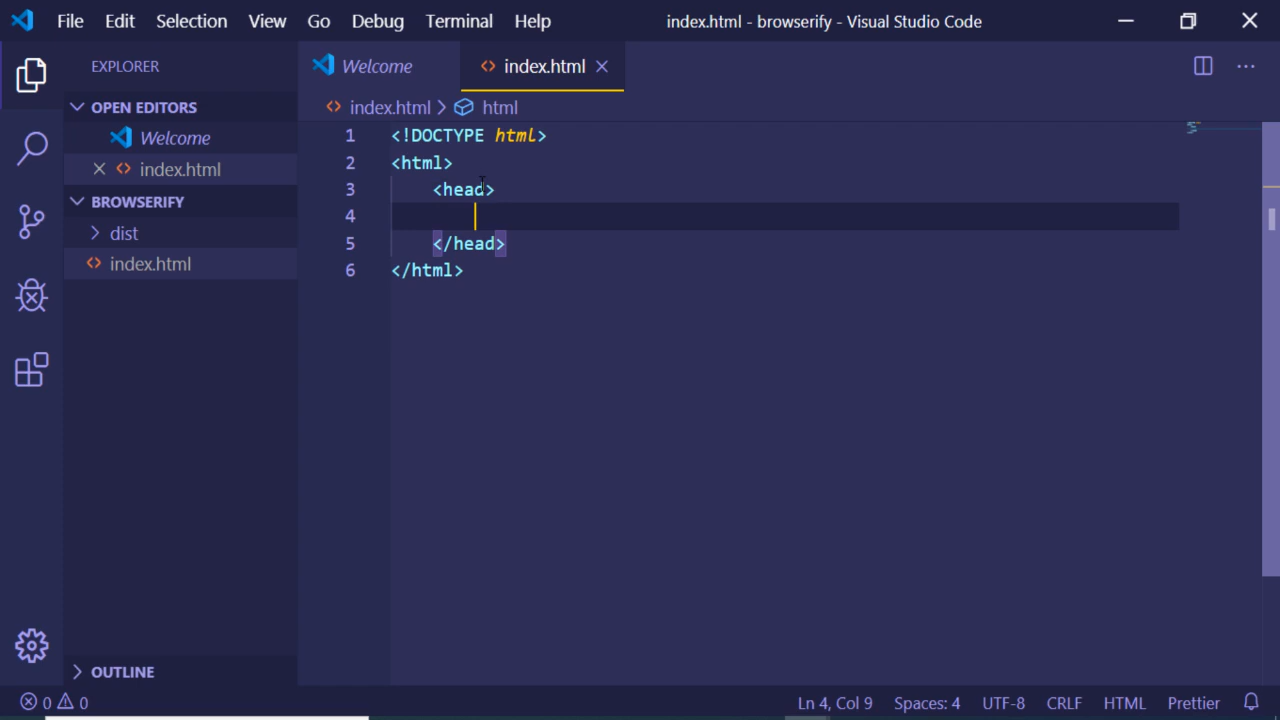 File Edit Selection View Go Debug Terminal Help index.html - browserify - Visual Studio Code
EXPLORER
OPEN EDITORS
Welcome
index.html
BROWSERIFY
dist
index.html
OUTLINE
Welcome index.html
index.html html
1 <!DOCTYPE html>
2 <html>
3 <head>
4
5 </head>
6 </html>
0 0 Ln 4, Col 9 Spaces: 4 UTF-8 CRLF HTML Prettier